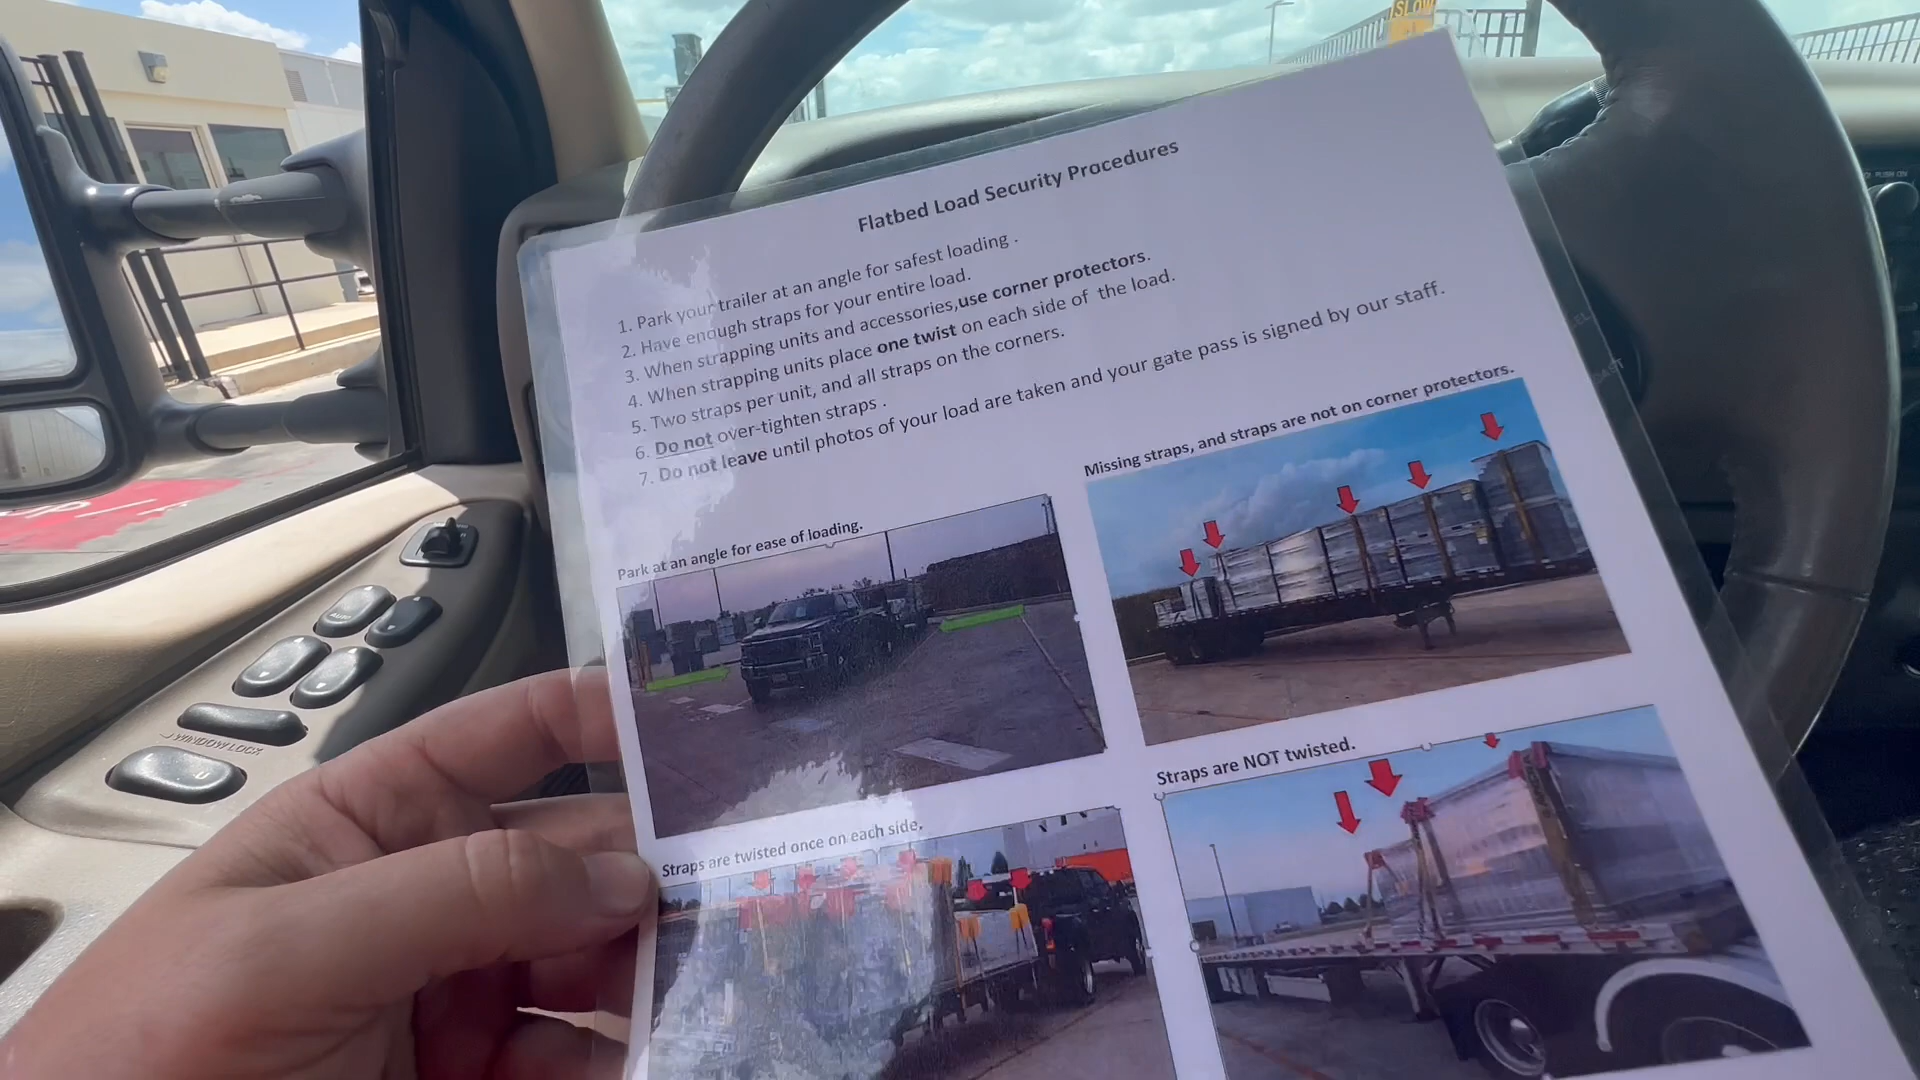 SLOW
Flatbed Load Security Procedures
1. Park your trailer at an angle for safest loading .
2. Have enough straps for your entire load.
3. When strapping units and accessories,use corner protectors.
4. When strapping units place one twist on each side of the load.
5. Two straps per unit, and all straps on the corners.
6. Do not over-tighten straps .
7. Do not leave until photos of your load are taken and your gate pass is signed by our staff.
Park at an angle for ease of loading.
Missing straps, and straps are not on corner protectors.
Straps are twisted once on each side.
Straps are NOT twisted.
WINDOW LOCK
AUTO
PUSH ON